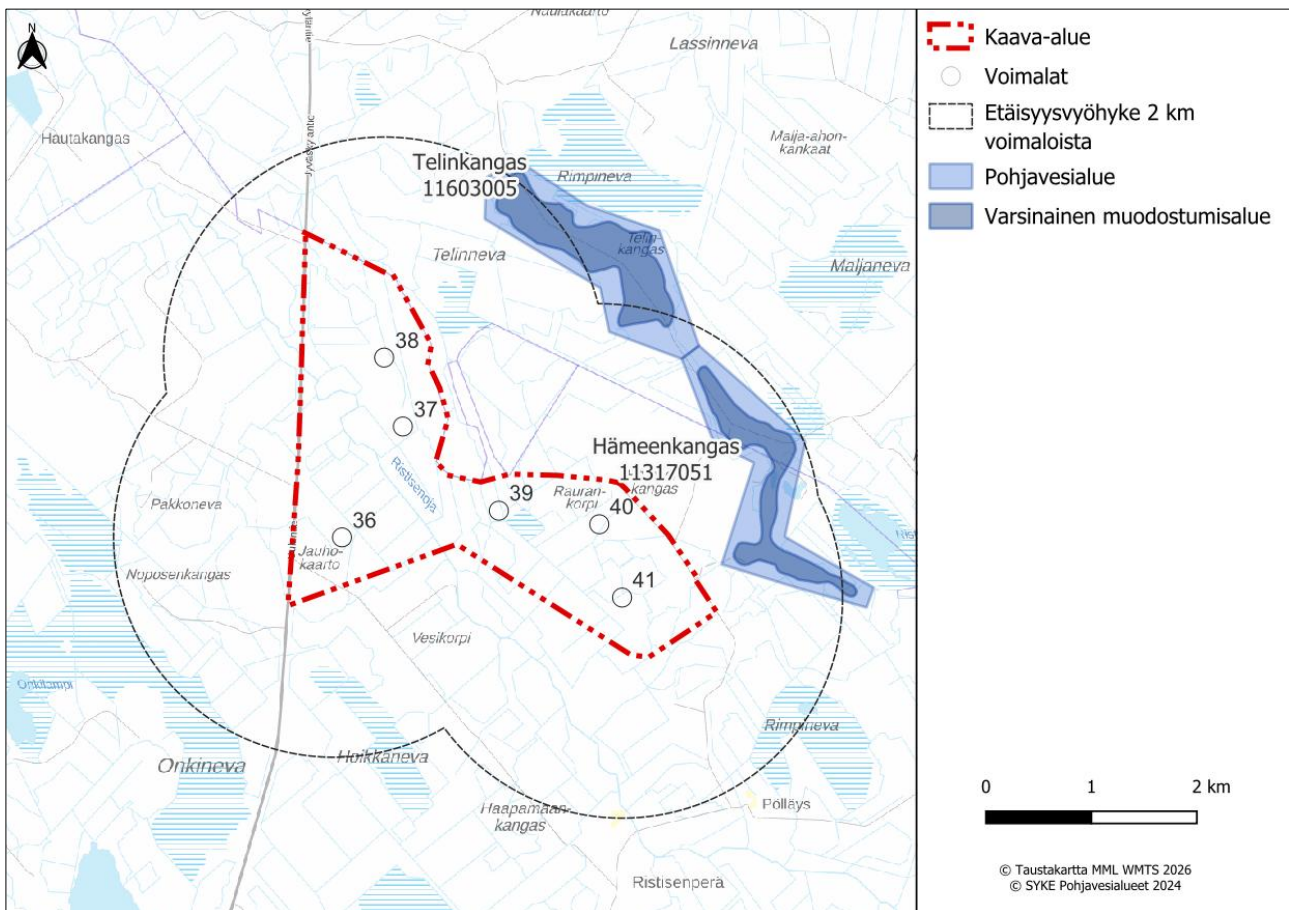 N
Lassinneva
Hautakangas
Maija-ahon-
kankaat
Telinkangas
11603005
Rimpineva
Telin-
kangas
Telinneva
Maljaneva
38
37
Hämeenkangas
11317051
Ristisenoja
39
Rauran-
korpi
kangas
40
Pakkoneva
36
Jauho-
kaarto
Noposenkangas
41
Vesikorpi
Rimpineva
Onkineva
Hoikkaneva
Haapamaan-
kangas
Pölläys
Ristisenperä
Kaava-alue
Voimalat
Etäisyysvyöhyke 2 km
voimaloista
Pohjavesialue
Varsinainen muodostumisalue
0 1 2 km
© Taustakartta MML WMTS 2026
© SYKE Pohjavesialueet 2024